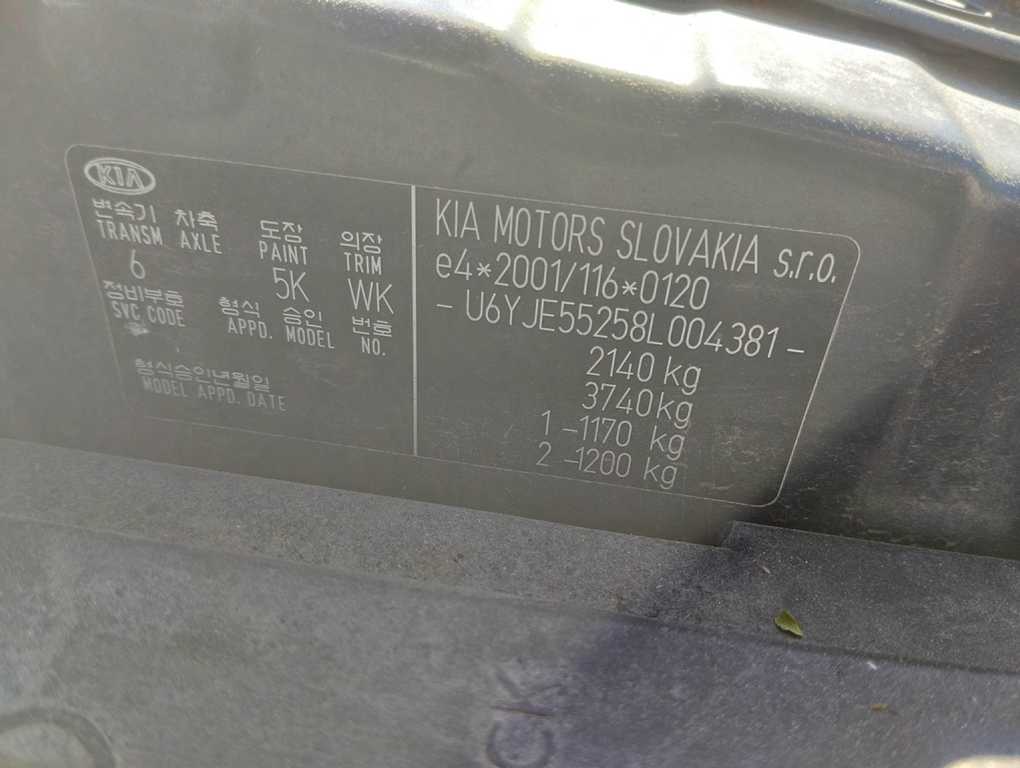 KIA
변속기 차축 도장 의장
TRANSM AXLE PAINT TRIM
6 5K WK
정비부호 형식 승인 번호
SVC. CODE APPD. MODEL NO.
형식승인년월일
MODEL APPD. DATE
KIA MOTORS SLOVAKIA s.r.o.
e4*2001/116*0120
- U6YJE55258L004381 -
2140 kg
3740 kg
1 -1170 kg
2 -1200 kg